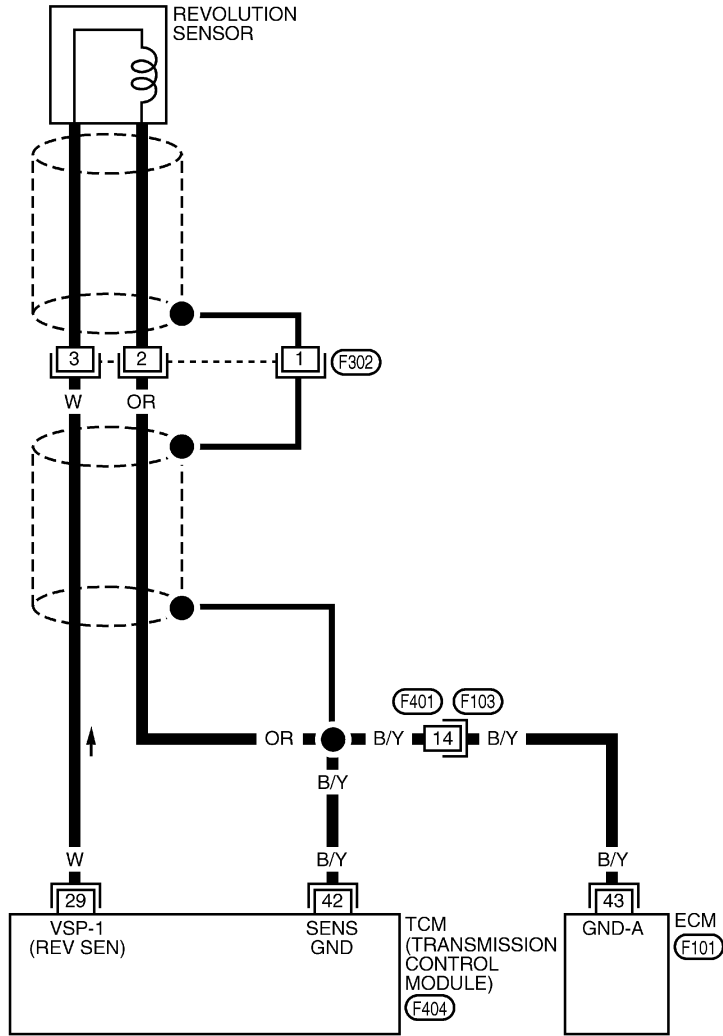 REVOLUTION
SENSOR
3
2
1
F302
W
OR
F401
F103
OR
B/Y
14
B/Y
B/Y
W
B/Y
B/Y
29
42
43
VSP-1
(REV SEN)
SENS
GND
TCM
(TRANSMISSION
CONTROL
MODULE)
F404
GND-A
ECM
F101